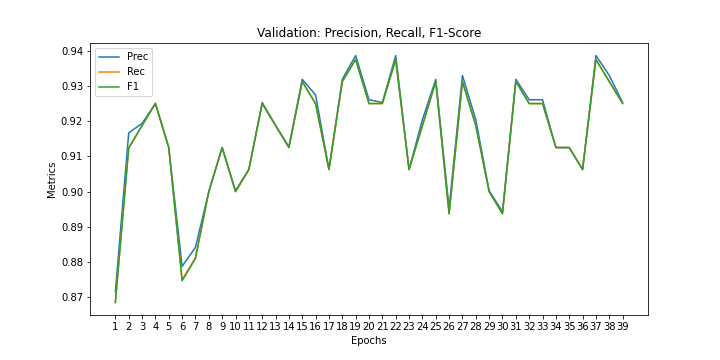 Validation: Precision, Recall, F1-Score
Prec
Rec
F1
0.94
0.93
0.92
0.91
0.90
0.89
0.88
0.87
Metrics
1 2 3 4 5 6 7 8 9 10 11 12 13 14 15 16 17 18 19 20 21 22 23 24 25 26 27 28 29 30 31 32 33 34 35 36 37 38 39
Epochs